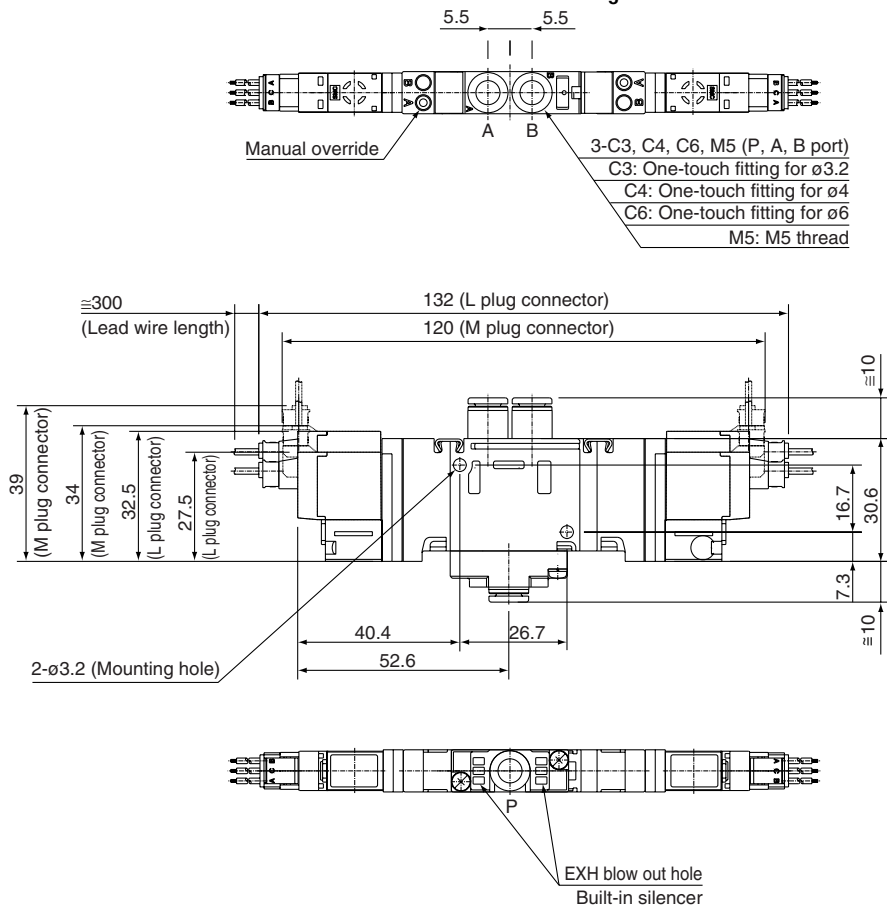 5.5 5.5
A B
Manual override
3-C3, C4, C6, M5 (P, A, B port)
C3: One-touch fitting for ø3.2
C4: One-touch fitting for ø4
C6: One-touch fitting for ø6
M5: M5 thread
≅300
(Lead wire length)
132 (L plug connector)
120 (M plug connector)
39
(M plug connector)
34
(M plug connector)
32.5
(L plug connector)
27.5
(L plug connector)
≅10
16.7
30.6
7.3
≅10
40.4
26.7
52.6
2-ø3.2 (Mounting hole)
P
EXH blow out hole
Built-in silencer